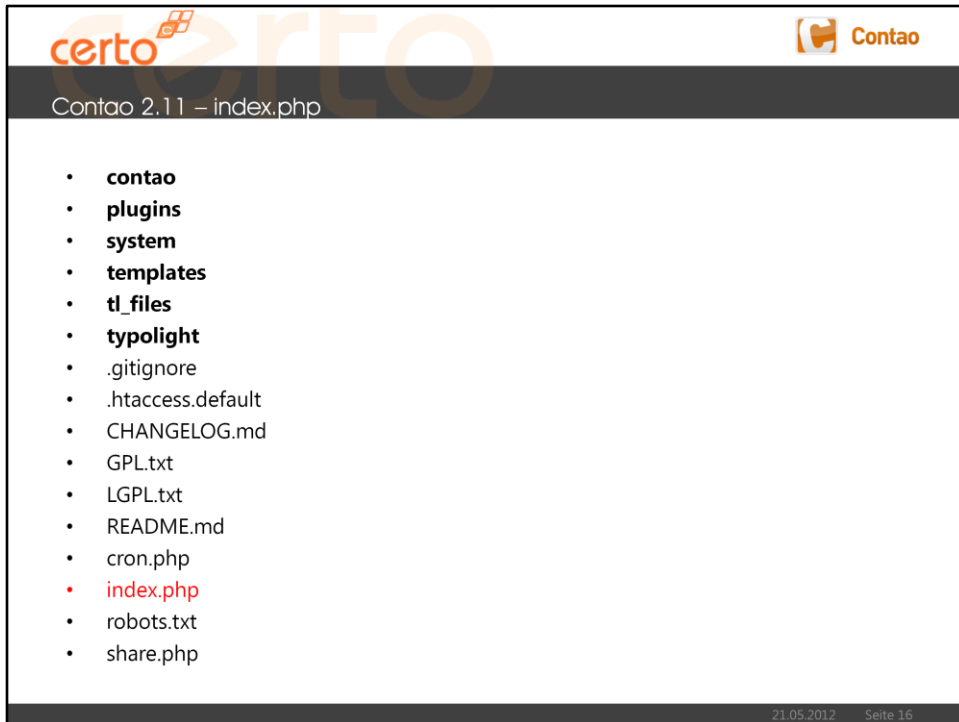 certo
Contao
Contao 2.11 – index.php
• contao
• plugins
• system
• templates
• tl_files
• typolight
• .gitignore
• .htaccess.default
• CHANGELOG.md
• GPL.txt
• LGPL.txt
• README.md
• cron.php
• index.php
• robots.txt
• share.php
21.05.2012 Seite 16